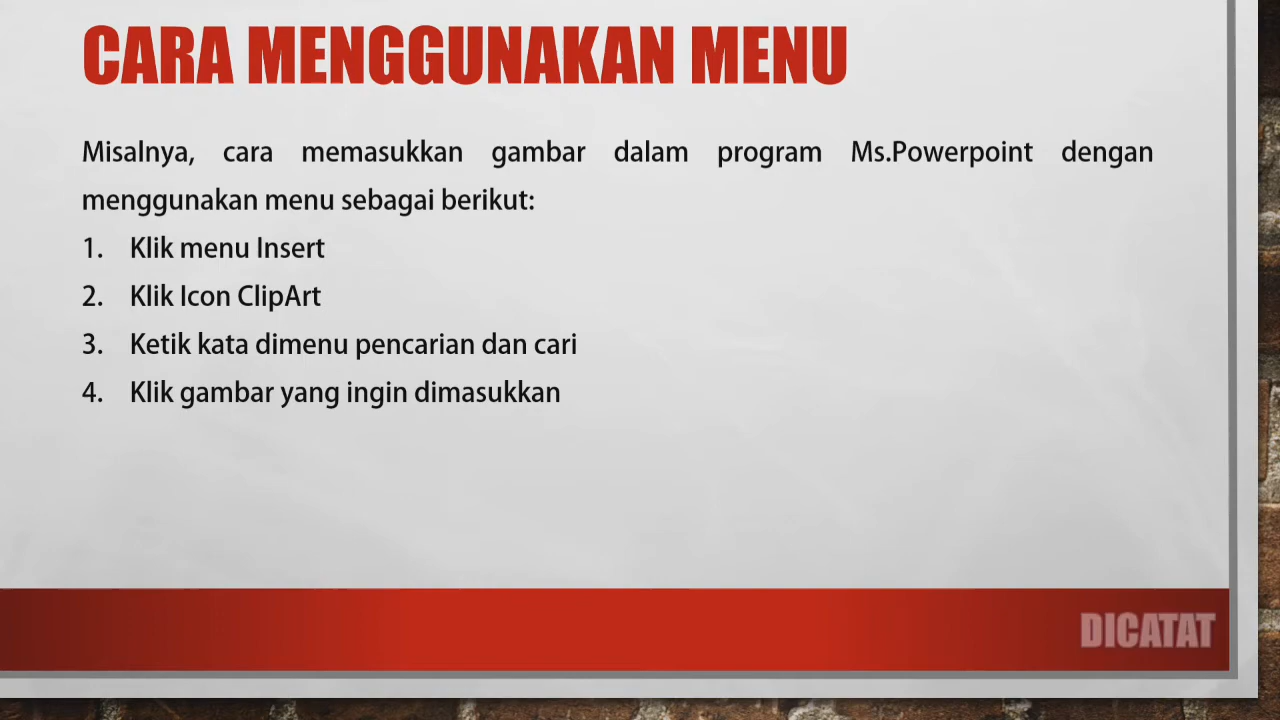 CARA MENGGUNAKAN MENU
Misalnya, cara memasukkan gambar dalam program Ms.Powerpoint dengan
menggunakan menu sebagai berikut:
1. Klik menu Insert
2. Klik Icon ClipArt
3. Ketik kata dimenu pencarian dan cari
4. Klik gambar yang ingin dimasukkan
DICATAT